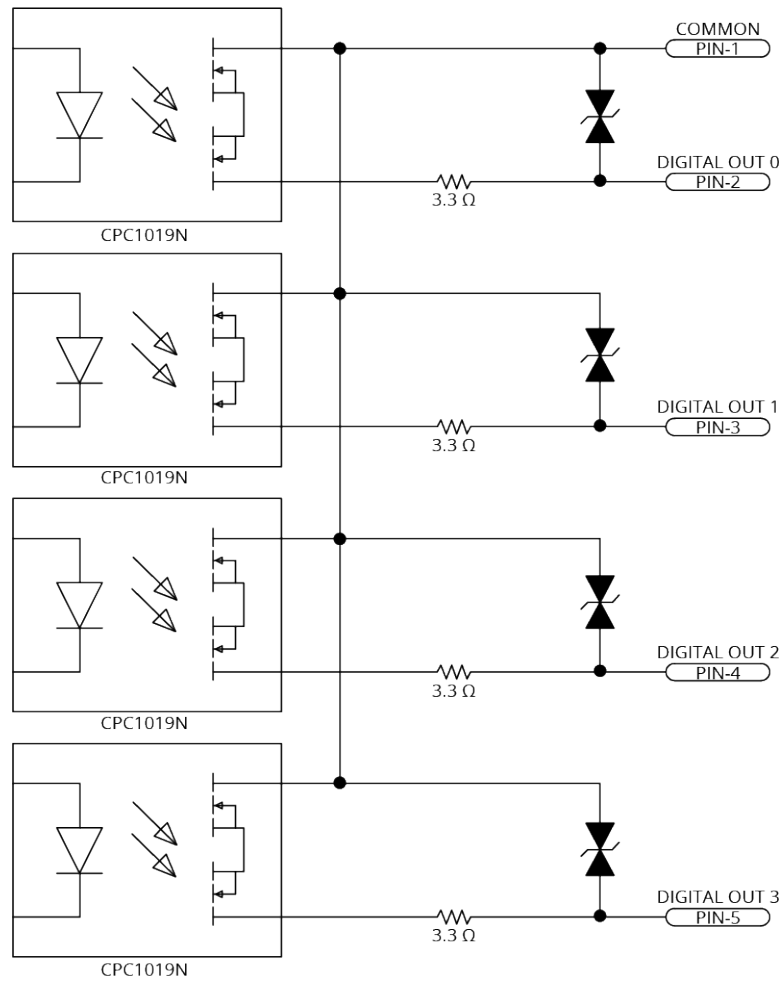 COMMON
PIN-1
DIGITAL OUT 0
PIN-2
3.3 Ω
CPC1019N
DIGITAL OUT 1
PIN-3
3.3 Ω
CPC1019N
DIGITAL OUT 2
PIN-4
3.3 Ω
CPC1019N
DIGITAL OUT 3
PIN-5
3.3 Ω
CPC1019N